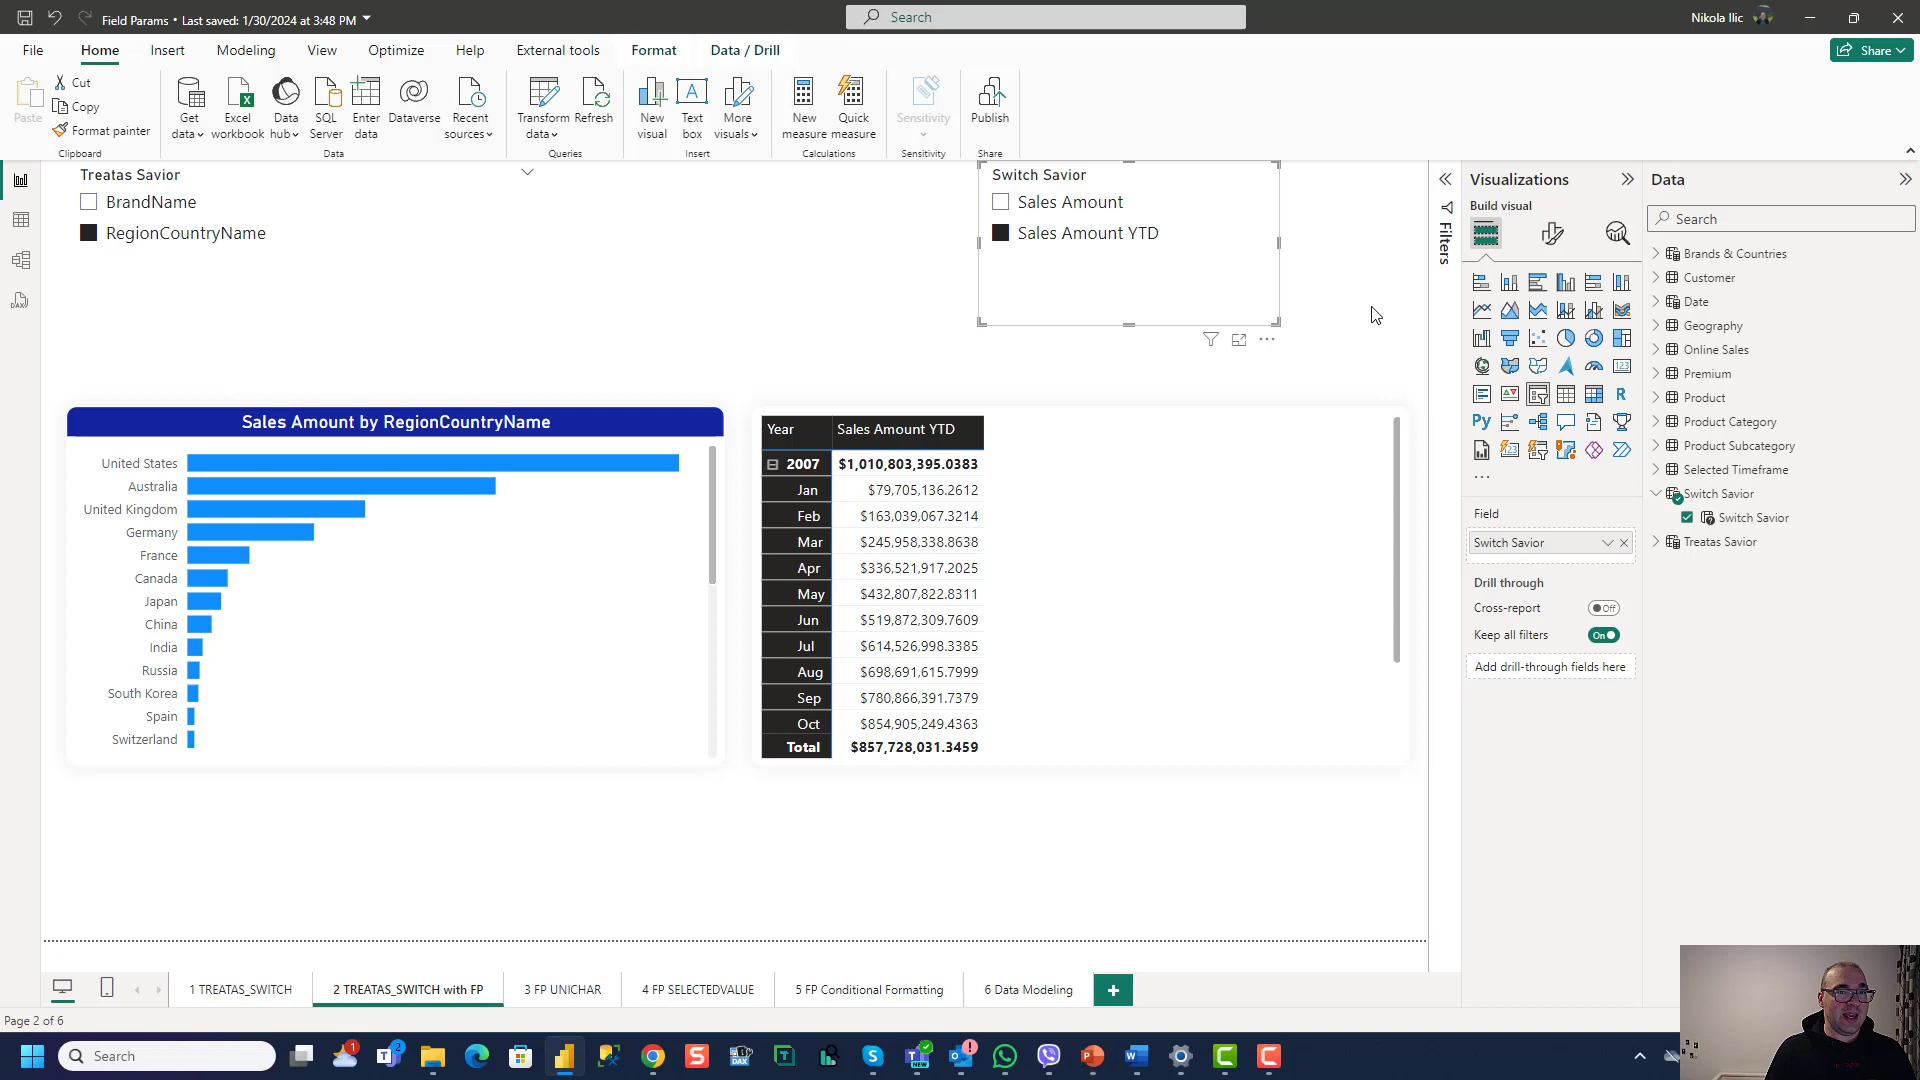 Field Params • Last saved: 1/30/2024 at 3:48 PM
Search
Nikola Ilic
File
Home
Insert
Modeling
View
Optimize
Help
External tools
Format
Data / Drill
Share
Paste
Cut
Copy
Format painter
Clipboard
Get data
Excel workbook
Data hub
SQL Server
Enter data
Dataverse
Recent sources
Data
Transform data
Refresh
Queries
New visual
Text box
More visuals
Insert
New measure
Quick measure
Calculations
Sensitivity
Sensitivity
Publish
Share
Treatas Savior
BrandName
RegionCountryName
Switch Savior
Sales Amount
Sales Amount YTD
Sales Amount by RegionCountryName
United States
Australia
United Kingdom
Germany
France
Canada
Japan
China
India
Russia
South Korea
Spain
Switzerland
Year Sales Amount YTD
2007 $1,010,803,395.0383
Jan $79,705,136.2612
Feb $163,039,067.3214
Mar $245,958,338.8638
Apr $336,521,917.2025
May $432,807,822.8311
Jun $519,872,309.7609
Jul $614,526,998.3385
Aug $698,691,615.7999
Sep $780,866,391.7379
Oct $854,905,249.4363
Total $857,728,031.3459
Filters
Visualizations
Build visual
Field
Switch Savior
Drill through
Cross-report
Off
Keep all filters
On
Add drill-through fields here
Data
Search
Brands & Countries
Customer
Date
Geography
Online Sales
Premium
Product
Product Category
Product Subcategory
Selected Timeframe
Switch Savior
Switch Savior
Treatas Savior
1 TREATAS_SWITCH
2 TREATAS_SWITCH with FP
3 FP UNICHAR
4 FP SELECTEDVALUE
5 FP Conditional Formatting
6 Data Modeling
Page 2 of 6
Search